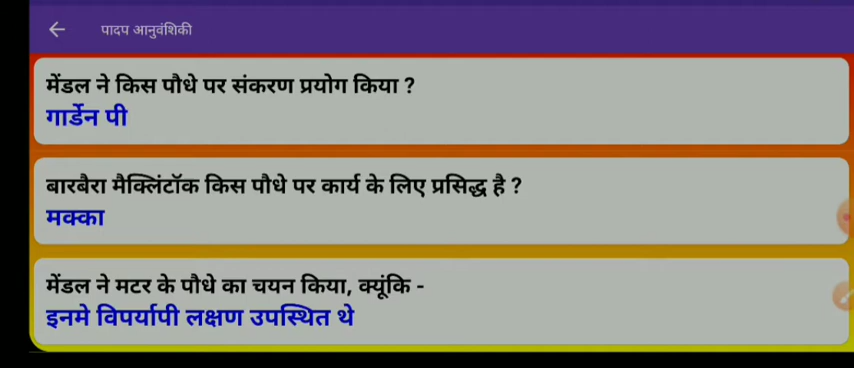 पादप आनुवंशिकी
मेंडल ने किस पौधे पर संकरण प्रयोग किया ?
गार्डेन पी
बारबैरा मैक्लिंटॉक किस पौधे पर कार्य के लिए प्रसिद्ध है ?
मक्का
मेंडल ने मटर के पौधे का चयन किया, क्यूंकि -
इनमे विपर्यापी लक्षण उपस्थित थे